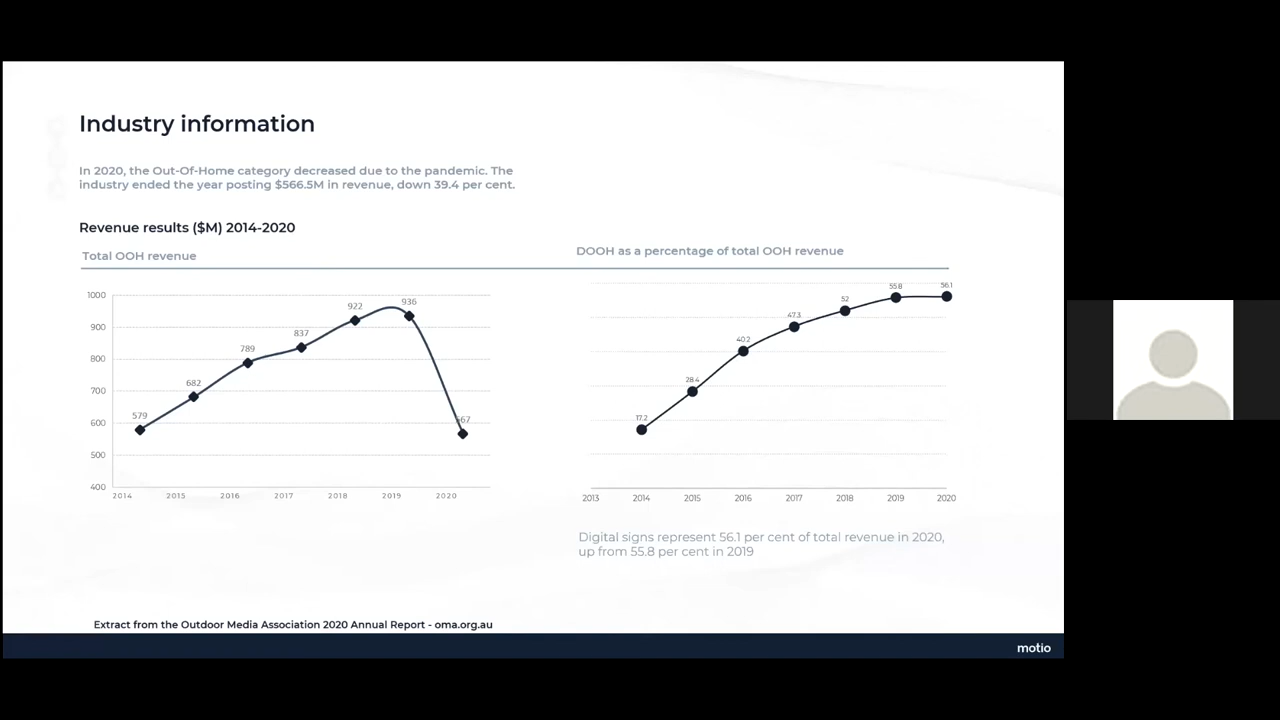 Industry information
In 2020, the Out-Of-Home category decreased due to the pandemic. The
industry ended the year posting $566.5M in revenue, down 39.4 per cent.
Revenue results ($M) 2014-2020
Total OOH revenue
1000
900
800
700
600
500
400
579
682
789
837
922
936
2014 2015 2016 2017 2018 2019 2020
DOOH as a percentage of total OOH revenue
17.2
28.4
40.2
47.3
52
55.8
56.1
2013 2014 2015 2016 2017 2018 2019 2020
Digital signs represent 56.1 per cent of total revenue in 2020,
up from 55.8 per cent in 2019
Extract from the Outdoor Media Association 2020 Annual Report - oma.org.au
motio